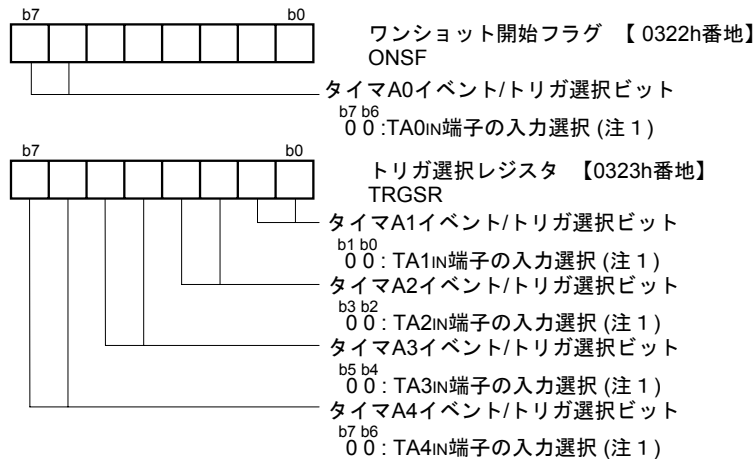 b7 b0
ワンショット開始フラグ 【 0322h番地】
ONSF
タイマA0イベント/トリガ選択ビット
b7 b6
0 0 :TA0IN端子の入力選択 (注 1 )
b7 b0
トリガ選択レジスタ 【0323h番地】
TRGSR
タイマA1イベント/トリガ選択ビット
b1 b0
0 0 : TA1IN端子の入力選択 (注 1 )
タイマA2イベント/トリガ選択ビット
b3 b2
0 0 : TA2IN端子の入力選択 (注 1 )
タイマA3イベント/トリガ選択ビット
b5 b4
0 0 : TA3IN端子の入力選択 (注 1 )
タイマA4イベント/トリガ選択ビット
b7 b6
0 0 : TA4IN端子の入力選択 (注 1 )